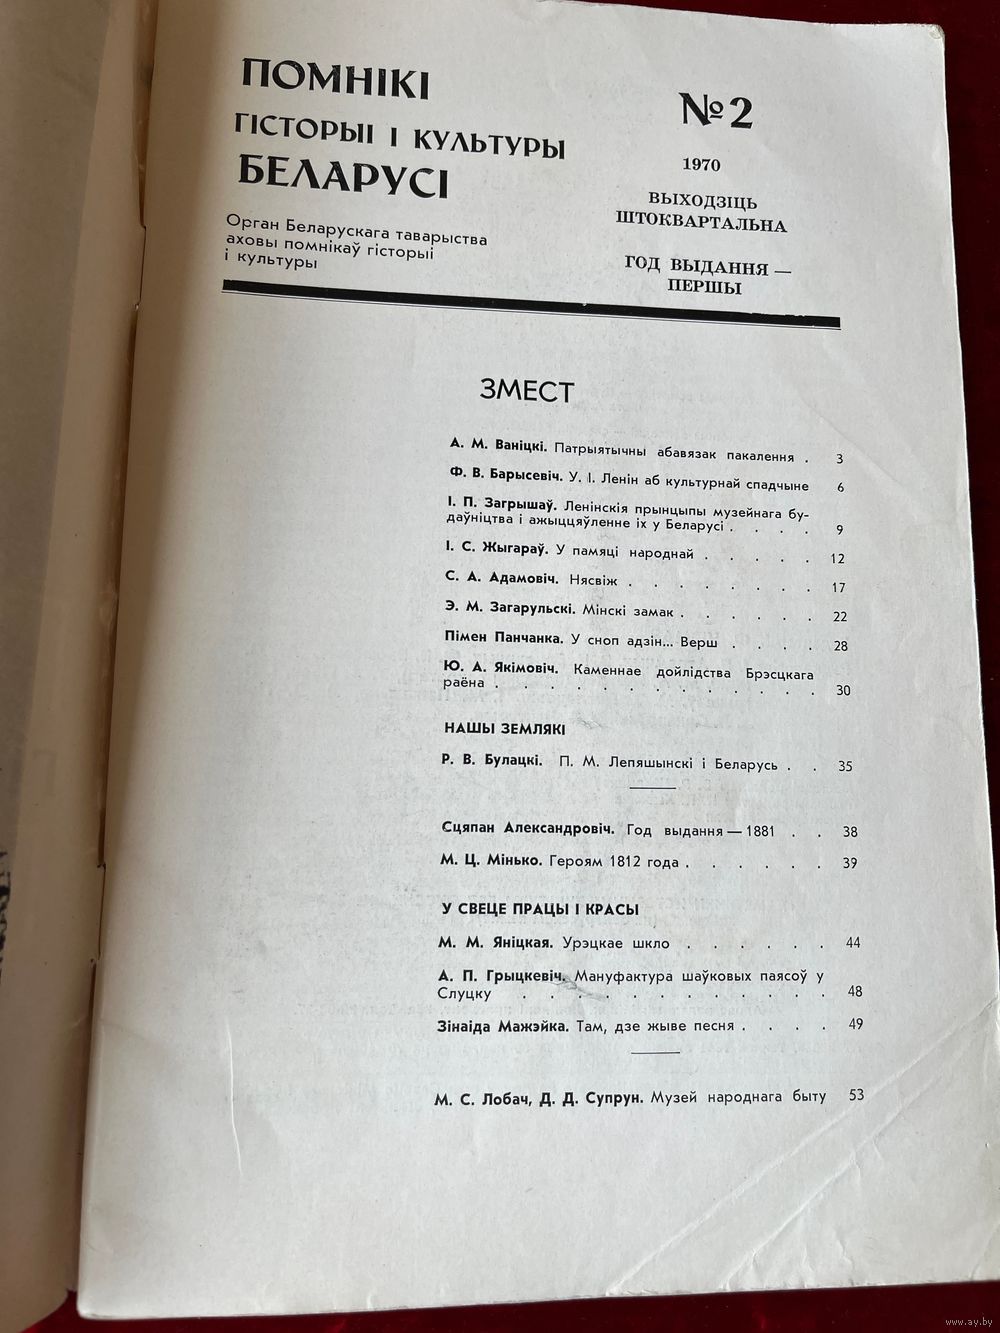 ПОМНІКІ
ГІСТОРЫІ І КУЛЬТУРЫ
БЕЛАРУСІ
Орган Беларускага таварыства
аховы помнікаў гісторыі
і культуры
№2
1970
ВЫХОДЗІЦЬ
ШТОКВАРТАЛЬНА
ГОД ВЫДАННЯ —
ПЕРШЫ
ЗМЕСТ
А. М. Ваніцкі. Патрыятычны абавязак пакалення . 3
Ф. В. Барысевіч. У. І. Ленін аб культурнай спадчыне 6
І. П. Загрышаў. Ленінскія прынцыпы музейнага бу-
даўніцтва і ажыццяўленне іх у Беларусі . . . . 9
І. С. Жыгараў. У памяці народнай . . . . . 12
С. А. Адамовіч. Нясвіж . . . . . . . 17
Э. М. Загарульскі. Мінскі замак . . . . . . 22
Пімен Панчанка. У сноп адзін... Верш . . . . 28
Ю. А. Якімовіч. Каменнае дойлідства Брэсцкага
раёна . . . . . . . . . . . . . 30
НАШЫ ЗЕМЛЯКІ
Р. В. Булацкі. П. М. Лепяшынскі і Беларусь . . 35
Сцяпан Александровіч. Год выдання — 1881 . . 38
М. Ц. Мінько. Героям 1812 года . . . . . . 39
У СВЕЦЕ ПРАЦЫ І КРАСЫ
М. М. Яніцкая. Урэцкае шкло . . . . . . 44
А. П. Грыцкевіч. Мануфактура шаўковых паясоў у
Слуцку . . . . . . . . . . . . 48
Зінаіда Мажэйка. Там, дзе жыве песня . . . . 49
М. С. Лобач, Д. Д. Супрун. Музей народнага быту 53
www.ay.by